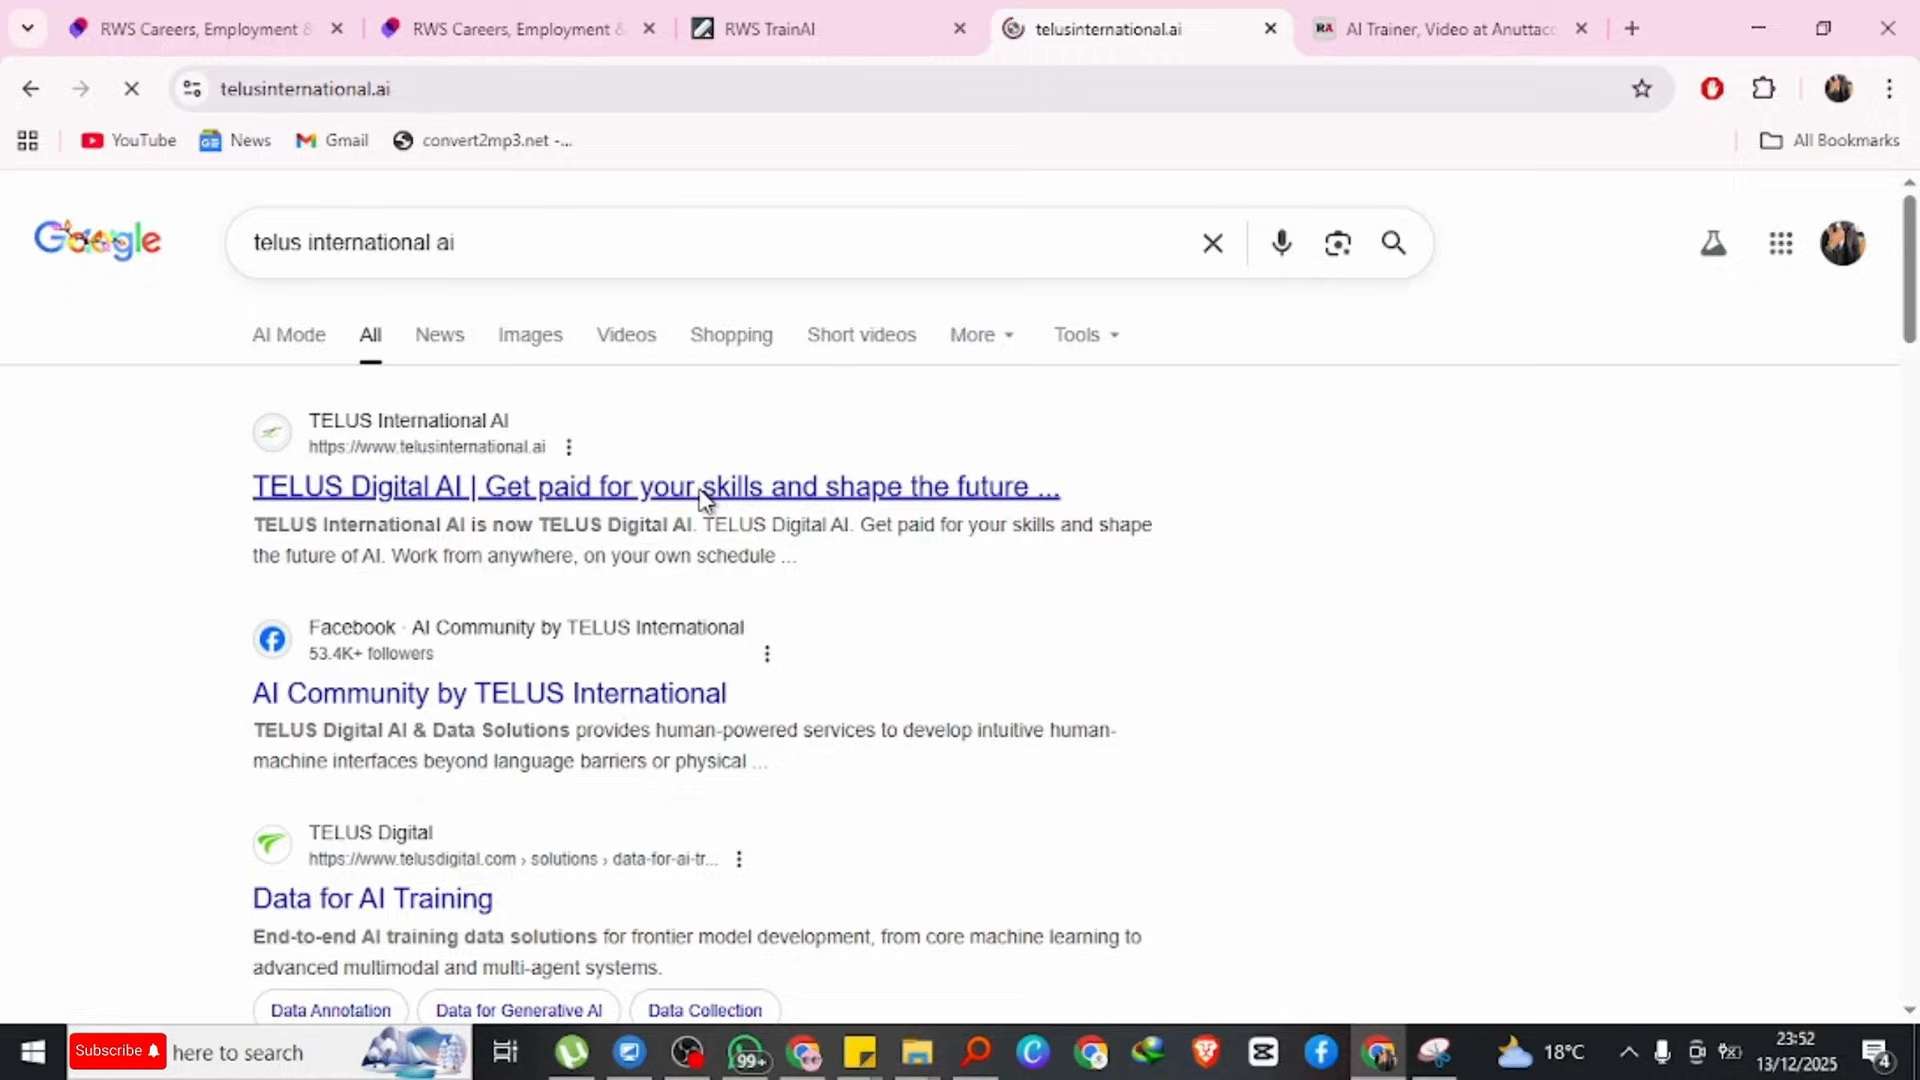 RWS Careers, Employment &
RWS Careers, Employment &
RWS TrainAI
telusinternational.ai
RA
AI Trainer, Video at Anuttaco
telusinternational.ai
YouTube
News
Gmail
convert2mp3.net -...
All Bookmarks
Google
telus international ai
AI Mode
All
News
Images
Videos
Shopping
Short videos
More
Tools
TELUS International AI
https://www.telusinternational.ai
TELUS Digital AI | Get paid for your skills and shape the future ...
TELUS International AI is now TELUS Digital AI. TELUS Digital AI. Get paid for your skills and shape
the future of AI. Work from anywhere, on your own schedule ...
Facebook · AI Community by TELUS International
53.4K+ followers
AI Community by TELUS International
TELUS Digital AI & Data Solutions provides human-powered services to develop intuitive human-
machine interfaces beyond language barriers or physical ...
TELUS Digital
https://www.telusdigital.com › solutions › data-for-ai-tr...
Data for AI Training
End-to-end AI training data solutions for frontier model development, from core machine learning to
advanced multimodal and multi-agent systems.
Data Annotation
Data for Generative AI
Data Collection
Subscribe
here to search
99+
18°C
23:52
13/12/2025
4